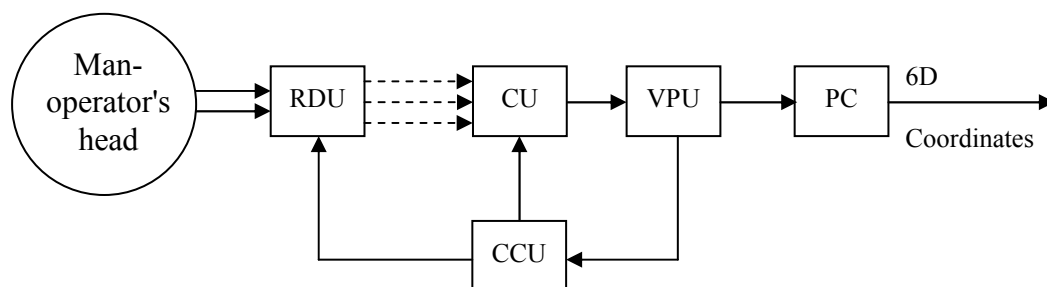 Man-
operator's
head
RDU
CU
VPU
PC
6D
Coordinates
CCU